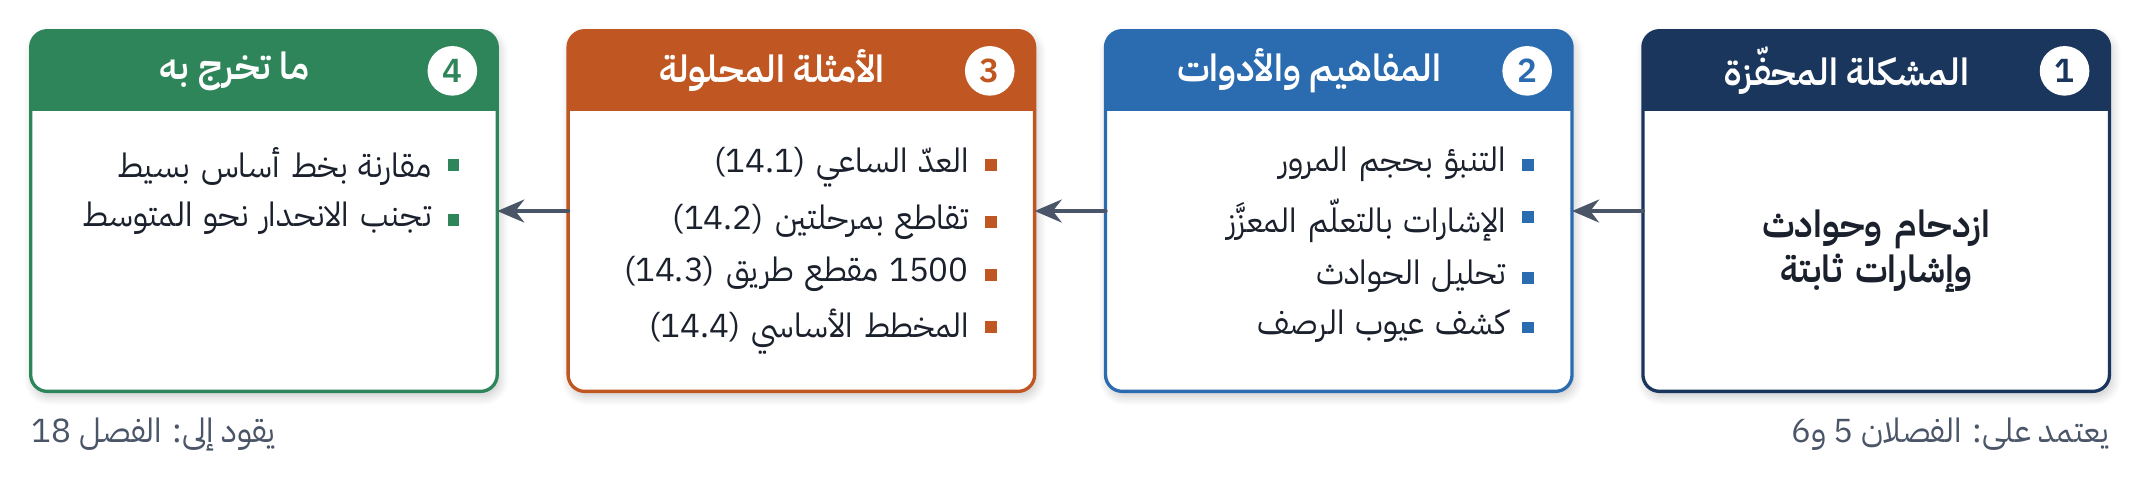 1 المشكلة المحفّزة
ازدحام وحوادث
وإشارات ثابتة
2 المفاهيم والأدوات
التنبؤ بحجم المرور
الإشارات بالتعلّم المعزَّز
تحليل الحوادث
كشف عيوب الرصف
3 الأمثلة المحلولة
العدّ الساعي (14.1)
تقاطع بمرحلتين (14.2)
1500 مقطع طريق (14.3)
المخطط الأساسي (14.4)
4 ما تخرج به
مقارنة بخط أساس بسيط
تجنب الانحدار نحو المتوسط
يعتمد على: الفصلان 5 و6
يقود إلى: الفصل 18